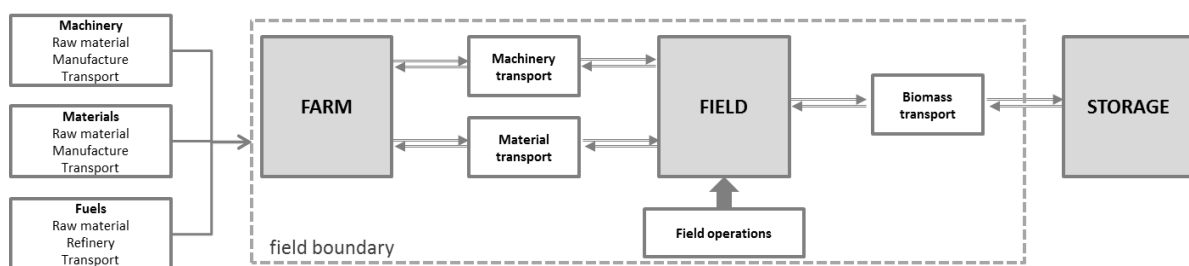 Machinery
Raw material
Manufacture
Transport
Materials
Raw material
Manufacture
Transport
Fuels
Raw material
Refinery
Transport
FARM
Machinery
transport
Material
transport
FIELD
Field operations
field boundary
Biomass
transport
STORAGE